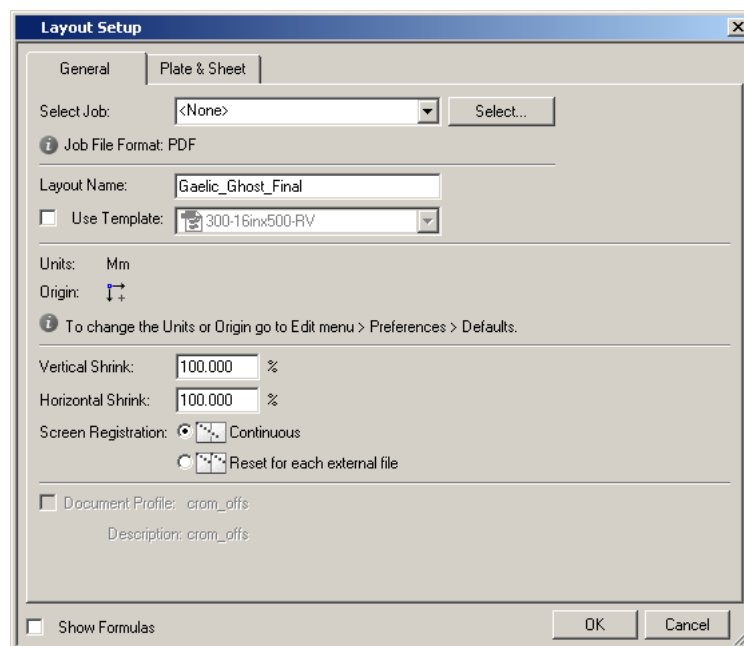 Layout Setup
General
Plate & Sheet
Select Job:
<None>
Select...
Job File Format: PDF
Layout Name:
Gaelic_Ghost_Final
Use Template:
300-16inx500-RV
Units:
Mm
Origin:
To change the Units or Origin go to Edit menu > Preferences > Defaults.
Vertical Shrink:
100.000
%
Horizontal Shrink:
100.000
%
Screen Registration:
Continuous
Reset for each external file
Document Profile: crom_offs
Description: crom_offs
Show Formulas
OK
Cancel